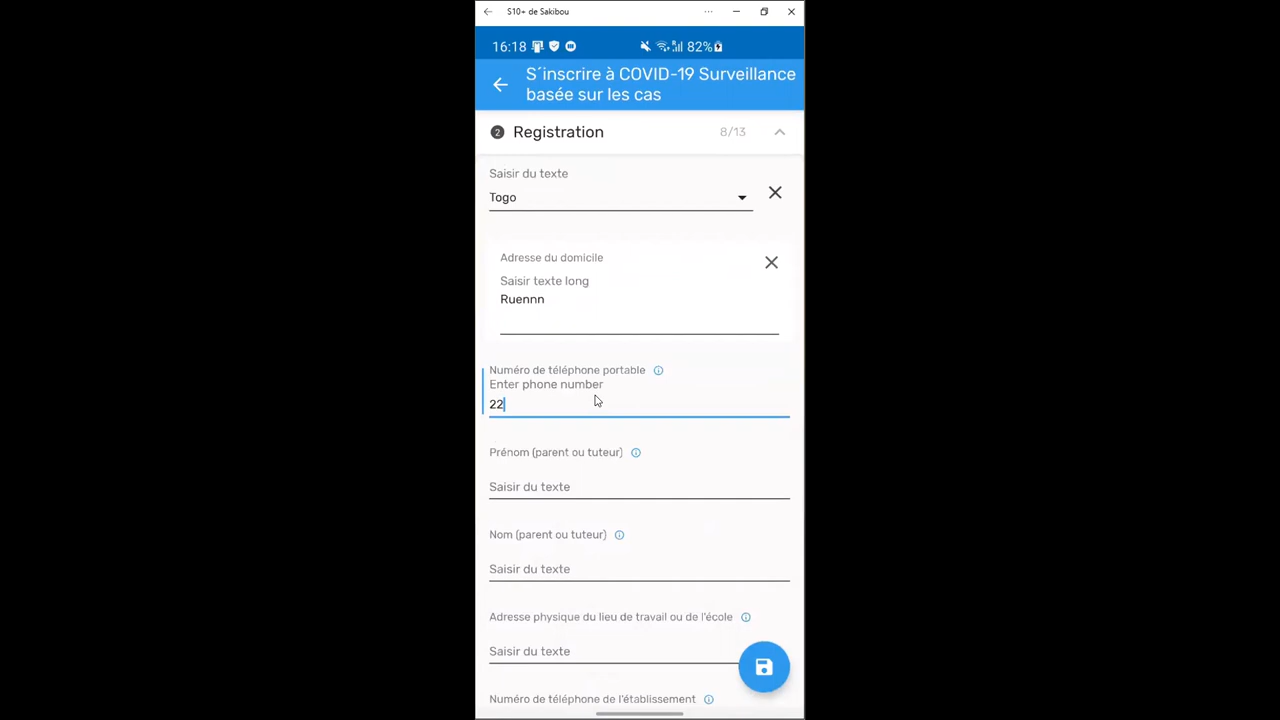 S10+ de Sakibou
16:18 82%
S´inscrire à COVID-19 Surveillance
basée sur les cas
2 Registration 8/13
Saisir du texte
Togo
Adresse du domicile
Saisir texte long
Ruennn
Numéro de téléphone portable
Enter phone number
22
Prénom (parent ou tuteur)
Saisir du texte
Nom (parent ou tuteur)
Saisir du texte
Adresse physique du lieu de travail ou de l'école
Saisir du texte
Numéro de téléphone de l'établissement